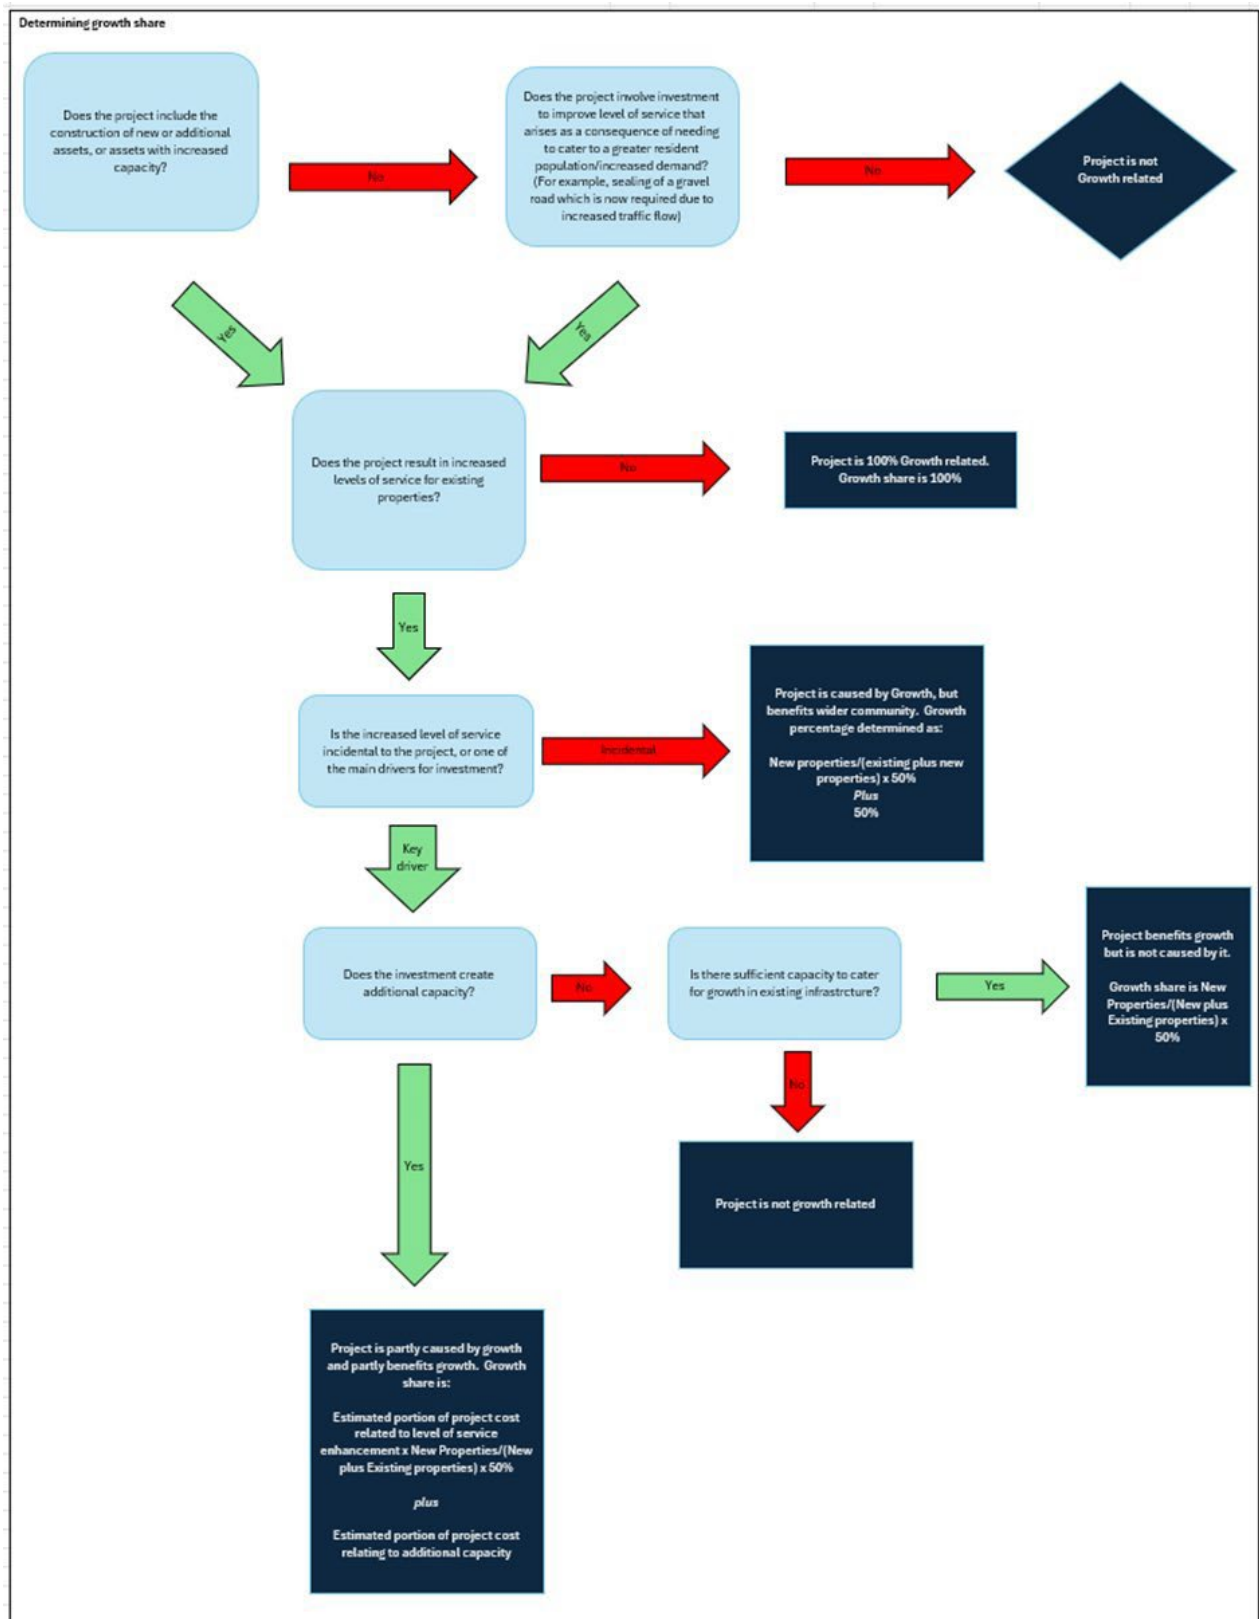 Determining growth share
Does the project include the
construction of new or additional
assets, or assets with increased
capacity?
No
Does the project involve investment
to improve level of service that
arises as a consequence of needing
to cater to a greater resident
population/increased demand?
(For example, sealing of a gravel
road which is now required due to
increased traffic flow)
No
Project is not
Growth related
Yes
Yes
Does the project result in increased
levels of service for existing
properties?
No
Project is 100% Growth related.
Growth share is 100%
Yes
Is the increased level of service
incidental to the project, or one of
the main drivers for investment?
Incidental
Project is caused by Growth, but
benefits wider community. Growth
percentage determined as:
New properties/(existing plus new
properties) x 50%
Plus
50%
Key
driver
Does the investment create
additional capacity?
No
Is there sufficient capacity to cater
for growth in existing infrastrcture?
Yes
Project benefits growth
but is not caused by it.
Growth share is New
Properties/(New plus
Existing properties) x
50%
No
Project is not growth related
Yes
Project is partly caused by growth
and partly benefits growth. Growth
share is:
Estimated portion of project cost
related to level of service
enhancement x New Properties/(New
plus Existing properties) x 50%
plus
Estimated portion of project cost
relating to additional capacity